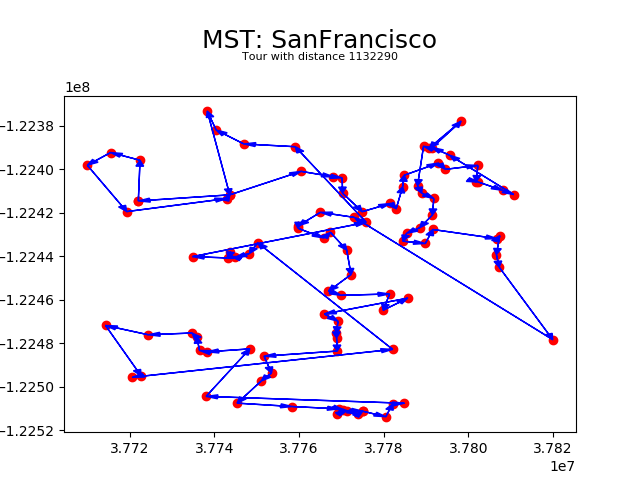 MST: SanFrancisco
Tour with distance 1132290
1e8
-1.2238
-1.2240
-1.2242
-1.2244
-1.2246
-1.2248
-1.2250
-1.2252
3.772 3.774 3.776 3.778 3.780 3.782
1e7